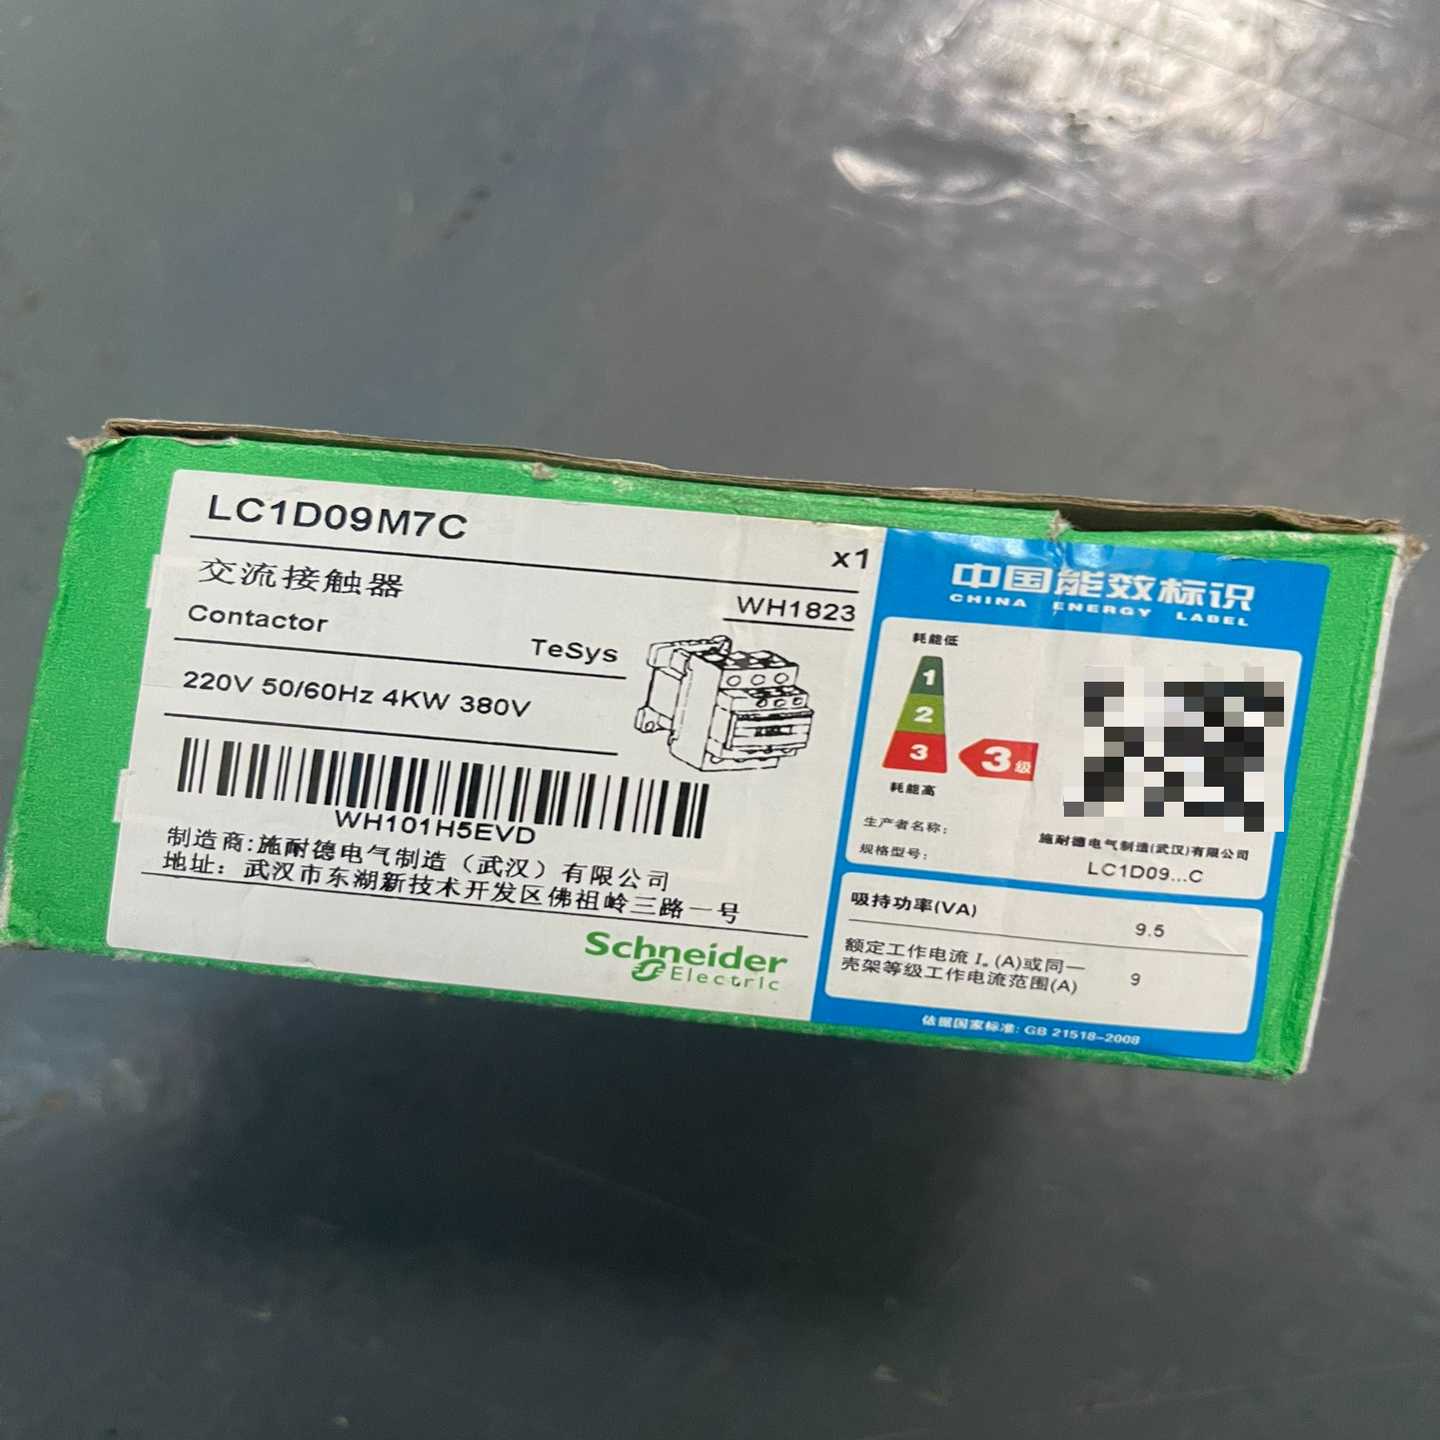 LC1D09M7C
x1
交流接触器
WH1823
Contactor
TeSys
220V 50/60Hz 4KW 380V
WH101H5EVD
制造商:施耐德电气制造（武汉）有限公司
地址：武汉市东湖新技术开发区佛祖岭三路一号
Schneider
Electric
中国能效标识
CHINA ENERGY LABEL
耗能低
1
2
3
3级
耗能高
生产者名称:
施耐德电气制造(武汉)有限公司
规格型号:
LC1D09...C
吸持功率(VA)
9.5
额定工作电流 Ie (A)或同一
壳架等级工作电流范围(A)
9
依据国家标准: GB 21518-2008